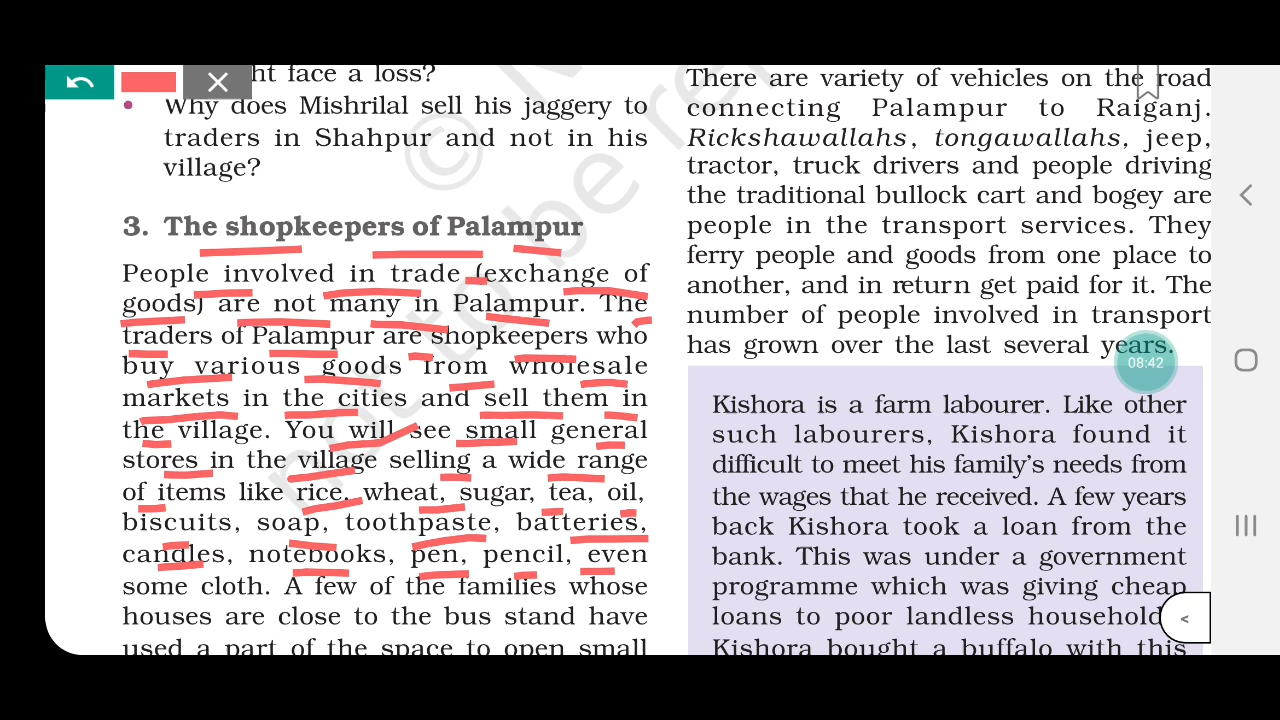 ht face a loss?
• Why does Mishrilal sell his jaggery to
traders in Shahpur and not in his
village?
3. The shopkeepers of Palampur
People involved in trade (exchange of
goods) are not many in Palampur. The
traders of Palampur are shopkeepers who
buy various goods from wholesale
markets in the cities and sell them in
the village. You will see small general
stores in the village selling a wide range
of items like rice, wheat, sugar, tea, oil,
biscuits, soap, toothpaste, batteries,
candles, notebooks, pen, pencil, even
some cloth. A few of the families whose
houses are close to the bus stand have
used a part of the space to open small
There are variety of vehicles on the road
connecting Palampur to Raiganj.
Rickshawallahs, tongawallahs, jeep,
tractor, truck drivers and people driving
the traditional bullock cart and bogey are
people in the transport services. They
ferry people and goods from one place to
another, and in return get paid for it. The
number of people involved in transport
has grown over the last several years.
08:42
Kishora is a farm labourer. Like other
such labourers, Kishora found it
difficult to meet his family's needs from
the wages that he received. A few years
back Kishora took a loan from the
bank. This was under a government
programme which was giving cheap
loans to poor landless household
Kishora bought a buffalo with this
© N
not to be rep